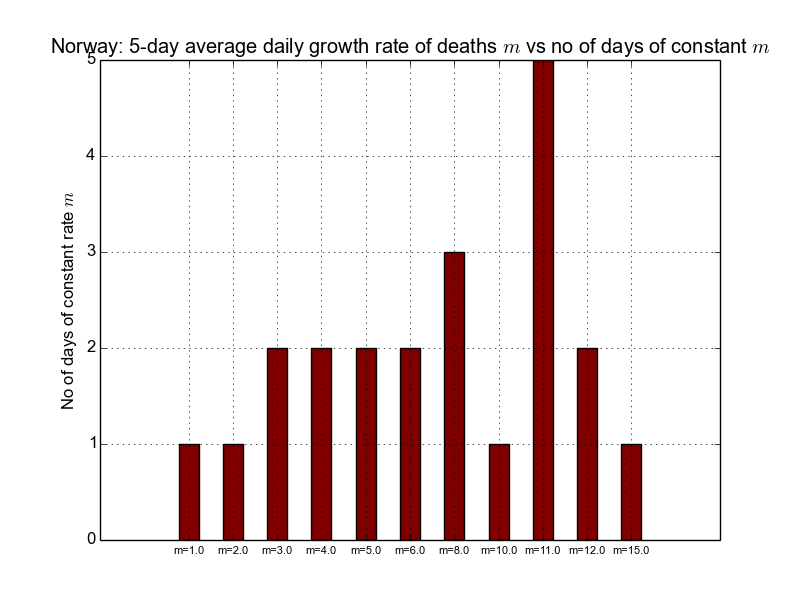 Norway: 5-day average daily growth rate of deaths m vs no of days of constant m
5
4
3
2
1
0
No of days of constant rate m
m=1.0 m=2.0 m=3.0 m=4.0 m=5.0 m=6.0 m=8.0 m=10.0 m=11.0 m=12.0 m=15.0